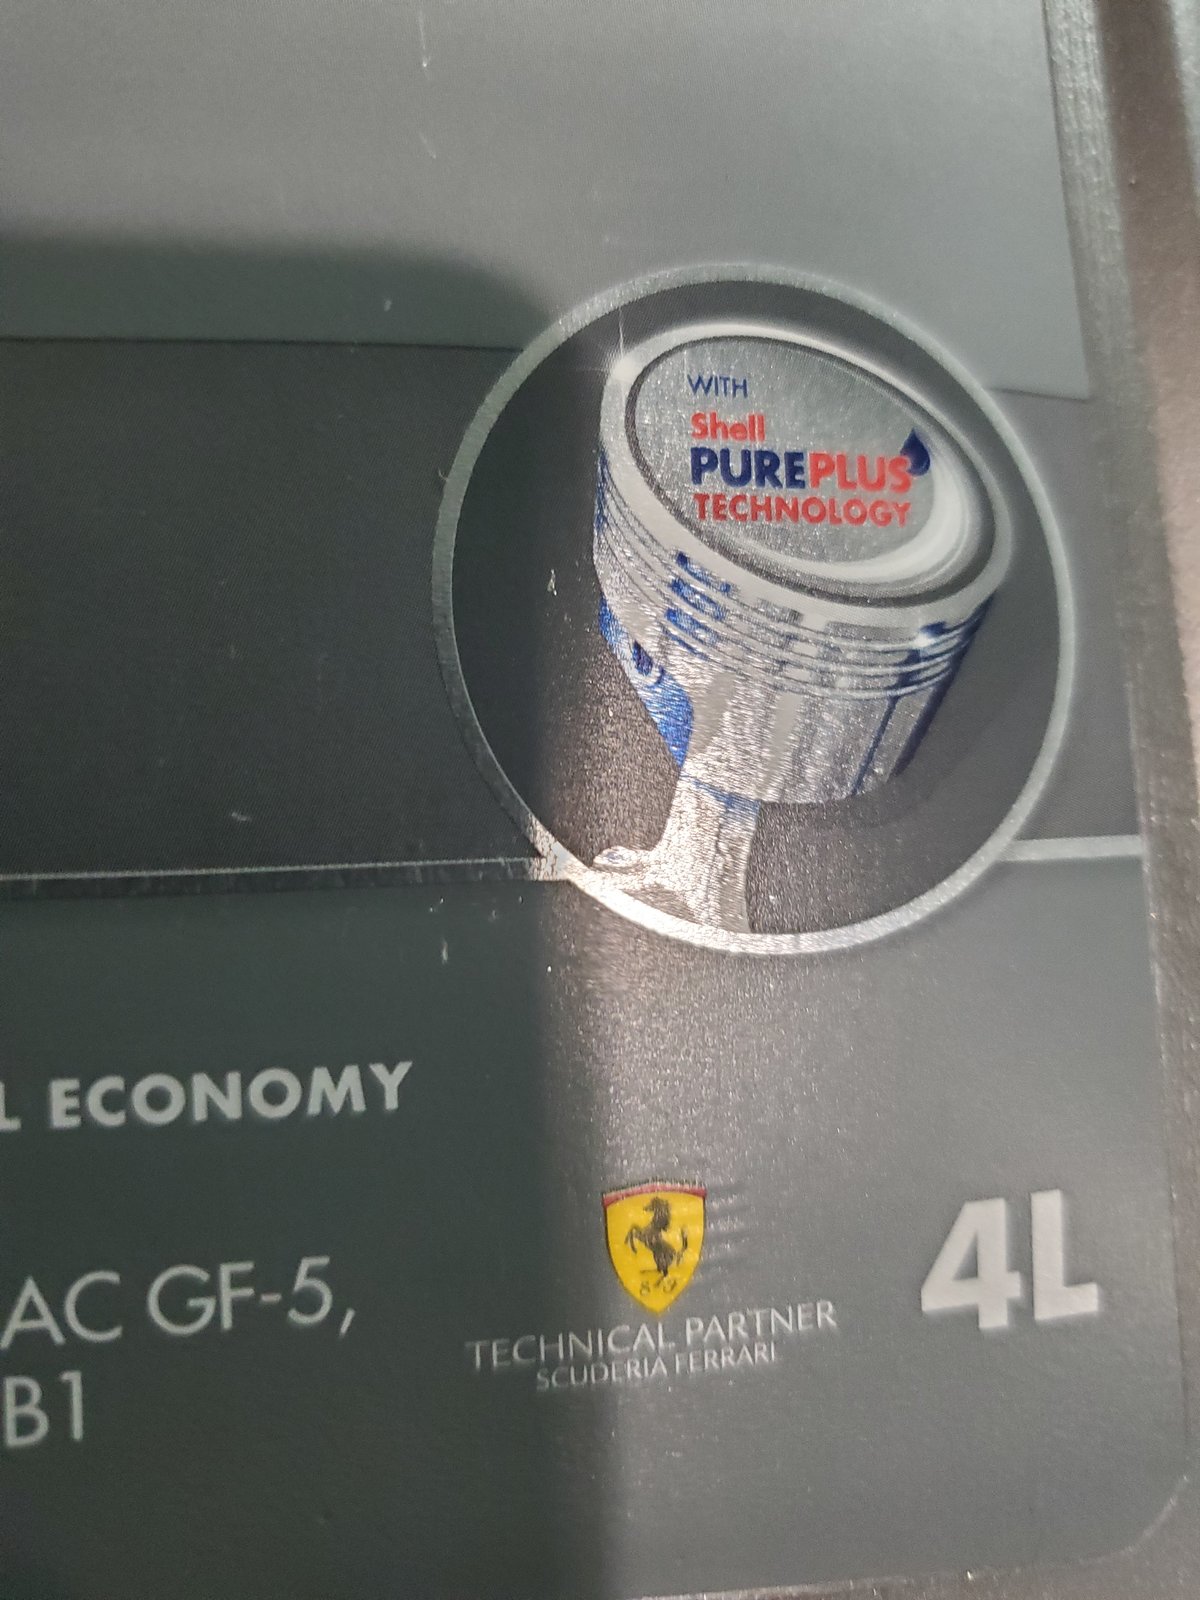 WITH
Shell
PUREPLUS
TECHNOLOGY
L ECONOMY
AC GF-5,
B1
TECHNICAL PARTNER
SCUDERIA FERRARI
4L